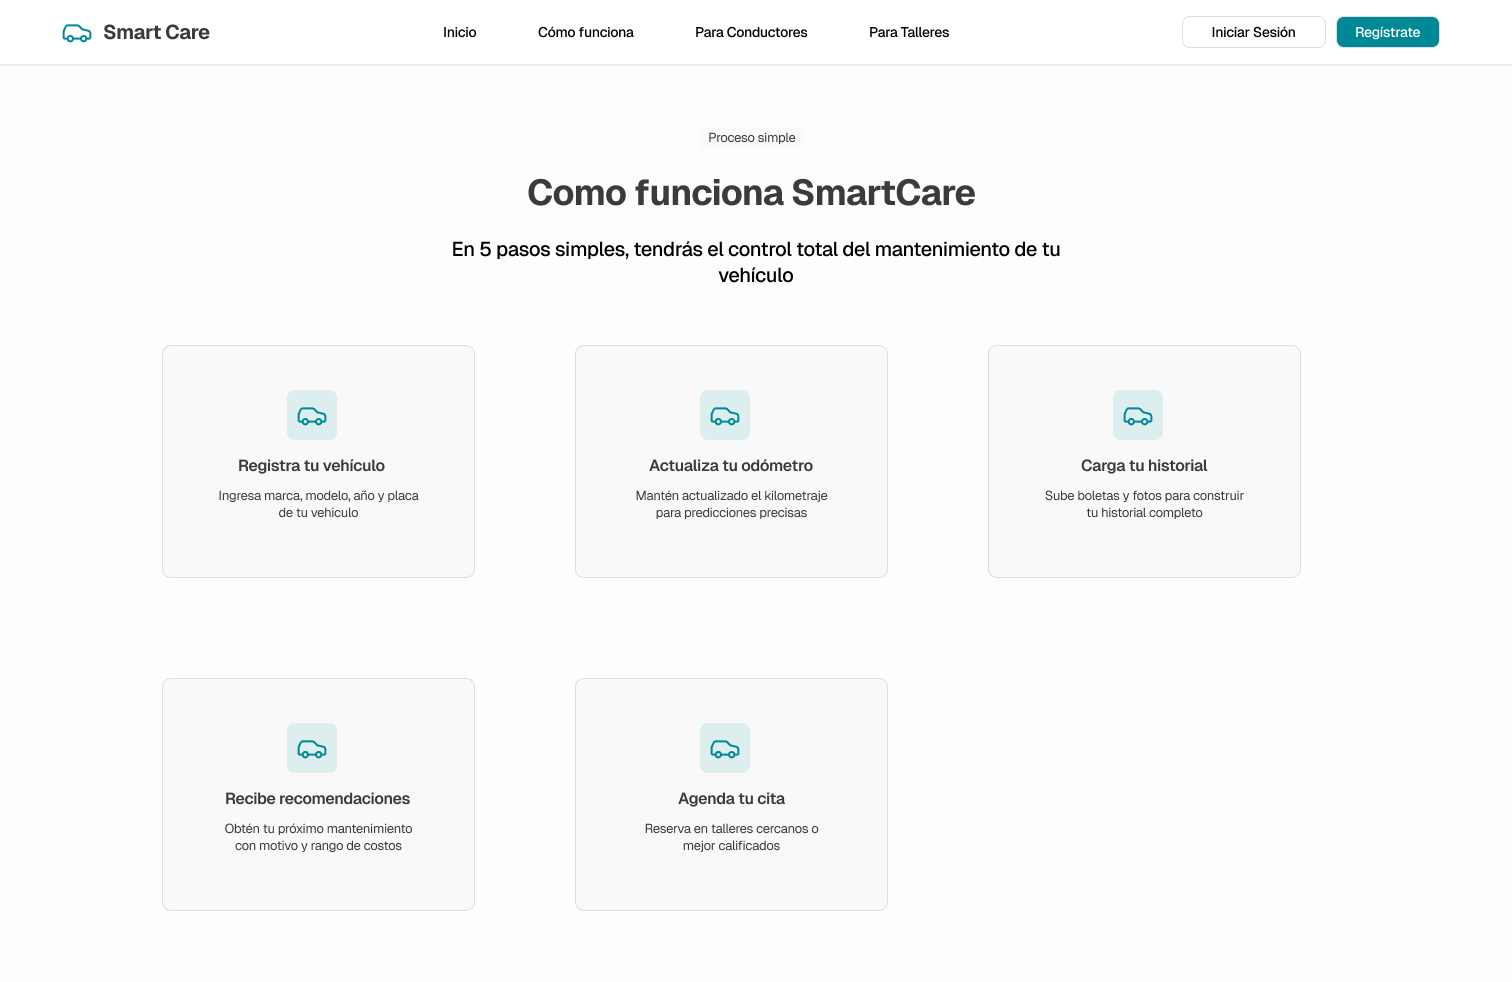 Smart Care
Inicio
Cómo funciona
Para Conductores
Para Talleres
Iniciar Sesión
Regístrate
Proceso simple
Como funciona SmartCare
En 5 pasos simples, tendrás el control total del mantenimiento de tu
vehículo
Registra tu vehículo
Ingresa marca, modelo, año y placa
de tu vehiculo
Actualiza tu odómetro
Mantén actualizado el kilometraje
para predicciones precisas
Carga tu historial
Sube boletas y fotos para construir
tu historial completo
Recibe recomendaciones
Obtén tu próximo mantenimiento
con motivo y rango de costos
Agenda tu cita
Reserva en talleres cercanos o
mejor calificados